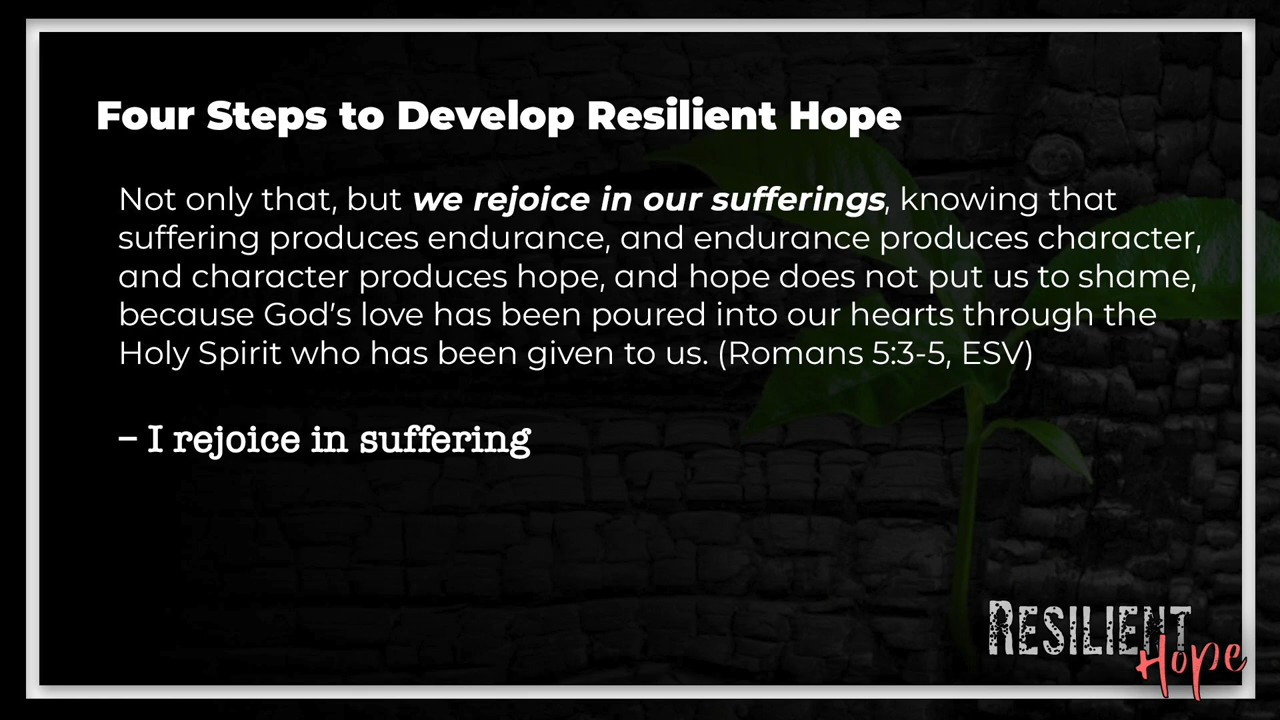 Four Steps to Develop Resilient Hope
Not only that, but we rejoice in our sufferings, knowing that
suffering produces endurance, and endurance produces character,
and character produces hope, and hope does not put us to shame,
because God’s love has been poured into our hearts through the
Holy Spirit who has been given to us. (Romans 5:3-5, ESV)
– I rejoice in suffering
RESILIENT
Hope